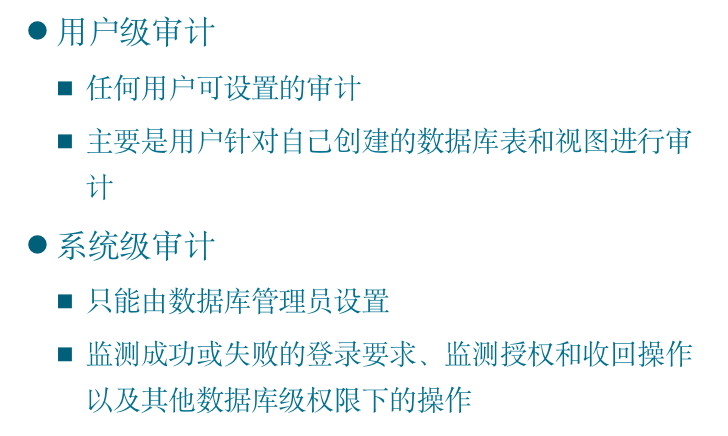 用户级审计
任何用户可设置的审计
主要是用户针对自己创建的数据库表和视图进行审
计
系统级审计
只能由数据库管理员设置
监测成功或失败的登录要求、监测授权和收回操作
以及其他数据库级权限下的操作